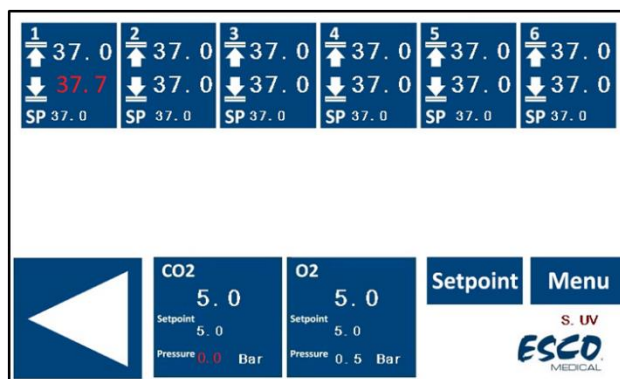 1 2 3 4 5 6
37.0 37.0 37.0 37.0 37.0 37.0
37.7 37.0 37.0 37.0 37.0 37.0
SP 37.0 SP 37.0 SP 37.0 SP 37.0 SP 37.0 SP 37.0
CO2
5.0
Setpoint
5.0
Pressure 0.0 Bar
O2
5.0
Setpoint
5.0
Pressure 0.5 Bar
Setpoint
Menu
S. UV
ESCO
MEDICAL